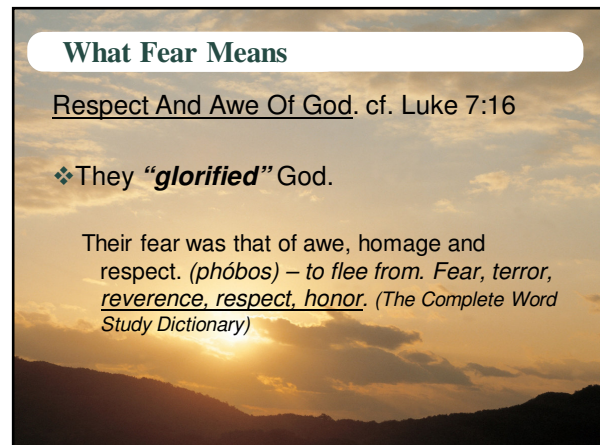 What Fear Means
Respect And Awe Of God. cf. Luke 7:16
❖They “glorified” God.
Their fear was that of awe, homage and
respect. (phóbos) – to flee from. Fear, terror,
reverence, respect, honor. (The Complete Word
Study Dictionary)